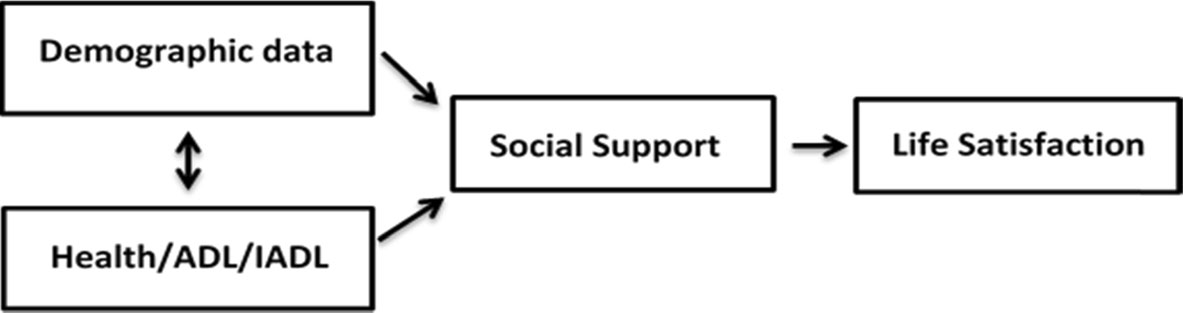 Demographic data
Social Support
Life Satisfaction
Health/ADL/IADL